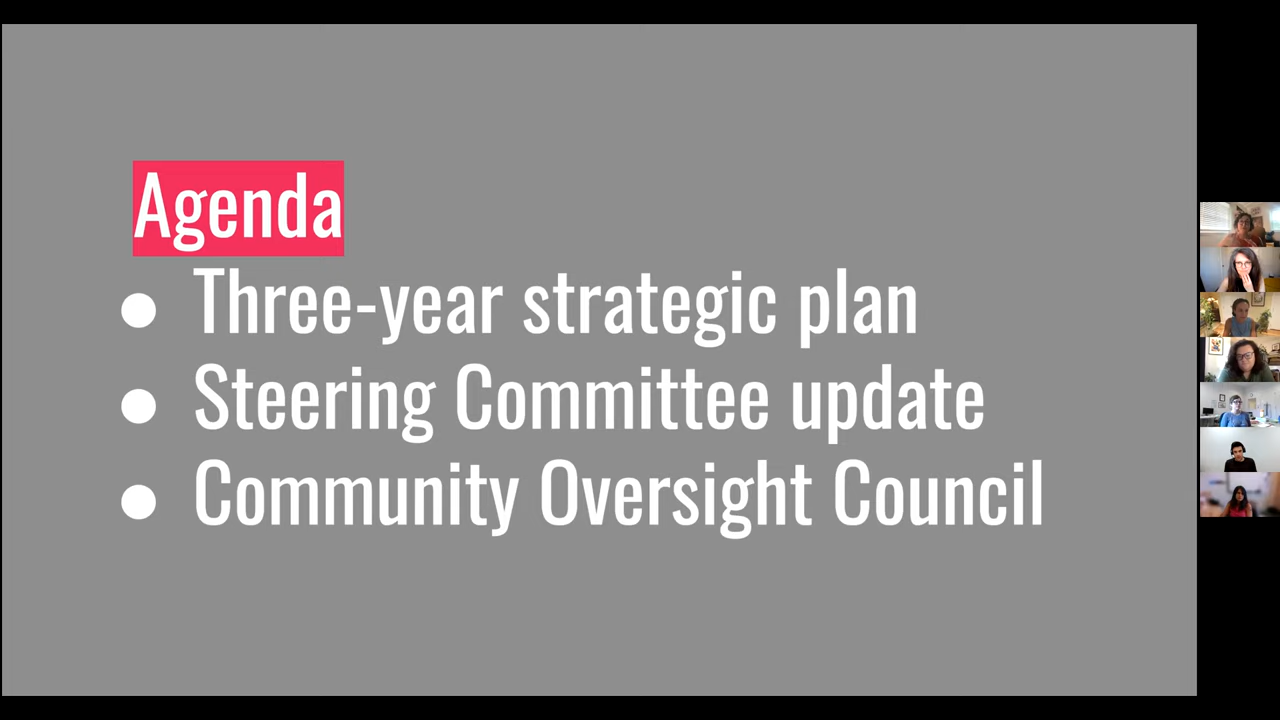 Agenda
● Three-year strategic plan
● Steering Committee update
● Community Oversight Council